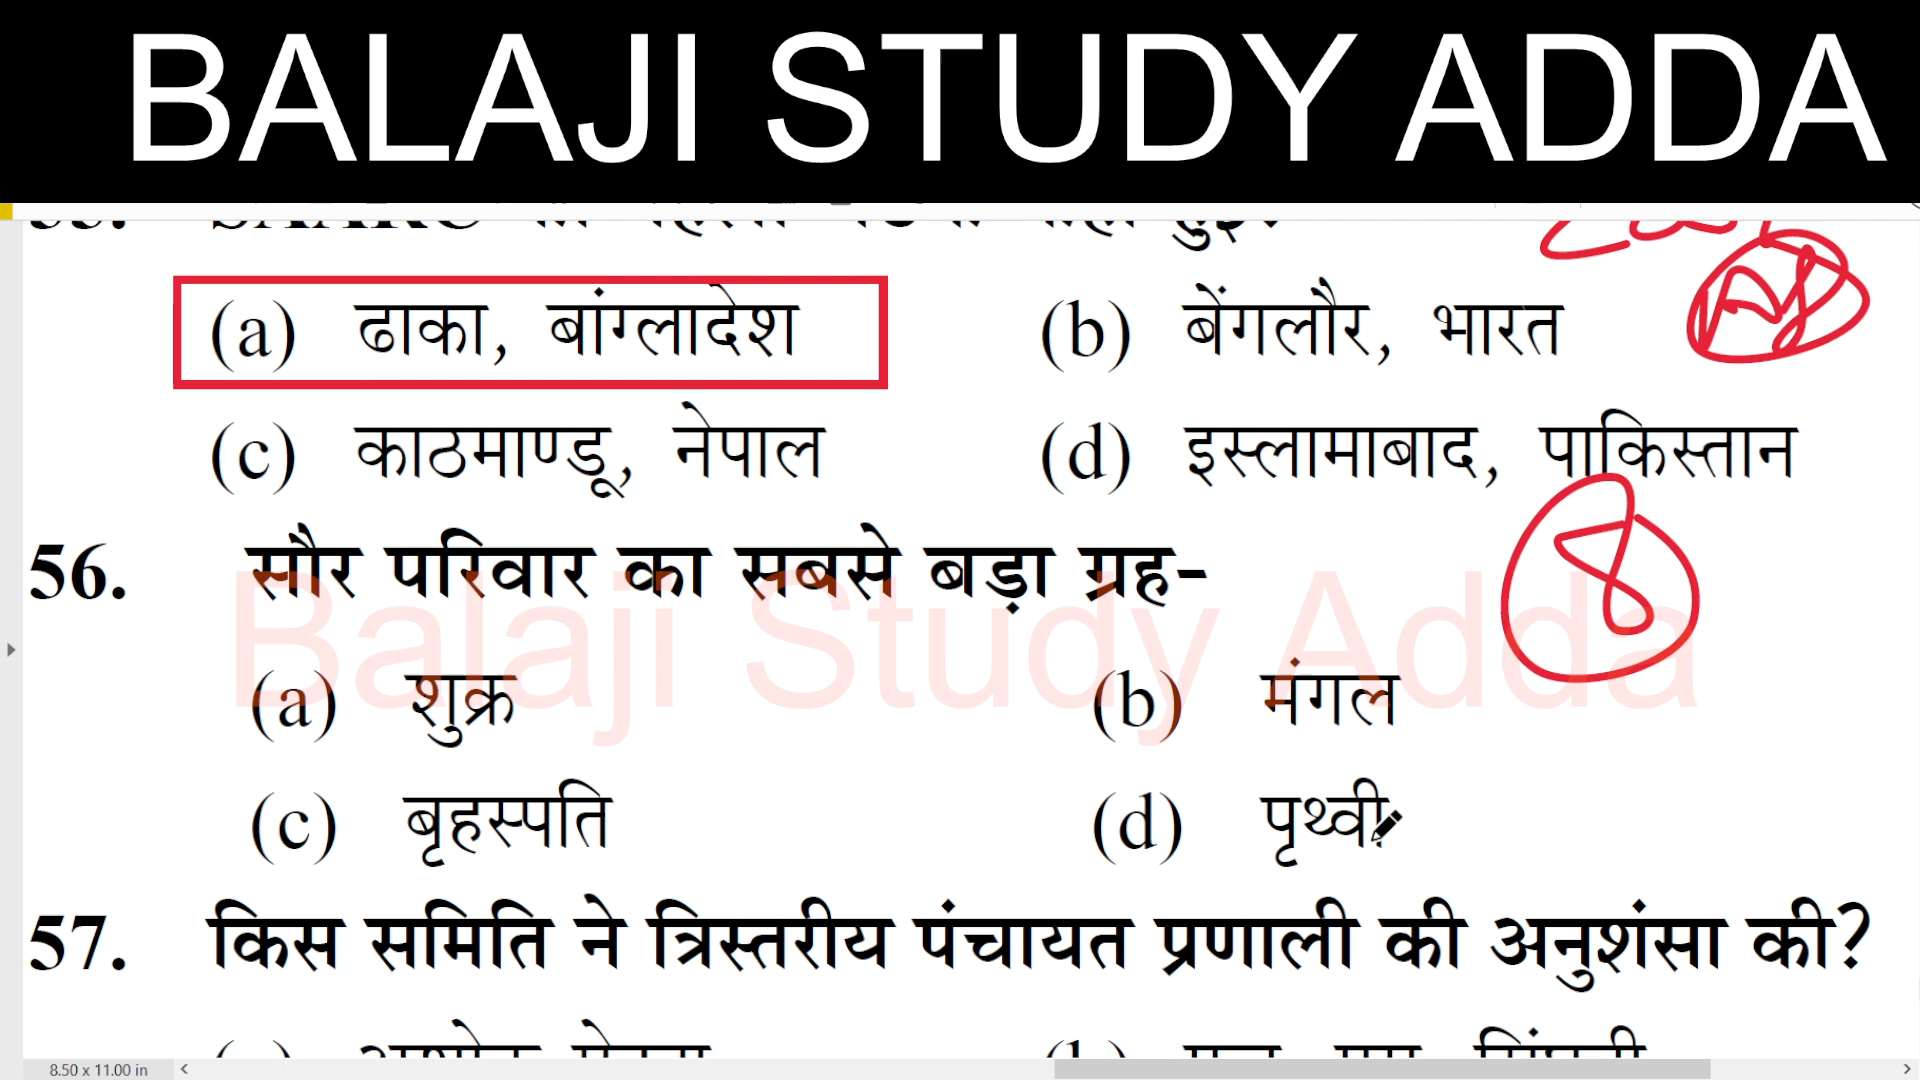 BALAJI STUDY ADDA
(a) ढाका, बांग्लादेश (b) बेंगलौर, भारत
(c) काठमाण्डू, नेपाल (d) इस्लामाबाद, पाकिस्तान
8
56. सौर परिवार का सबसे बड़ा ग्रह-
Balaji Study Adda
(a) शुक्र (b) मंगल
(c) बृहस्पति (d) पृथ्वी
57. किस समिति ने त्रिस्तरीय पंचायत प्रणाली की अनुशंसा की?
8.50 x 11.00 in